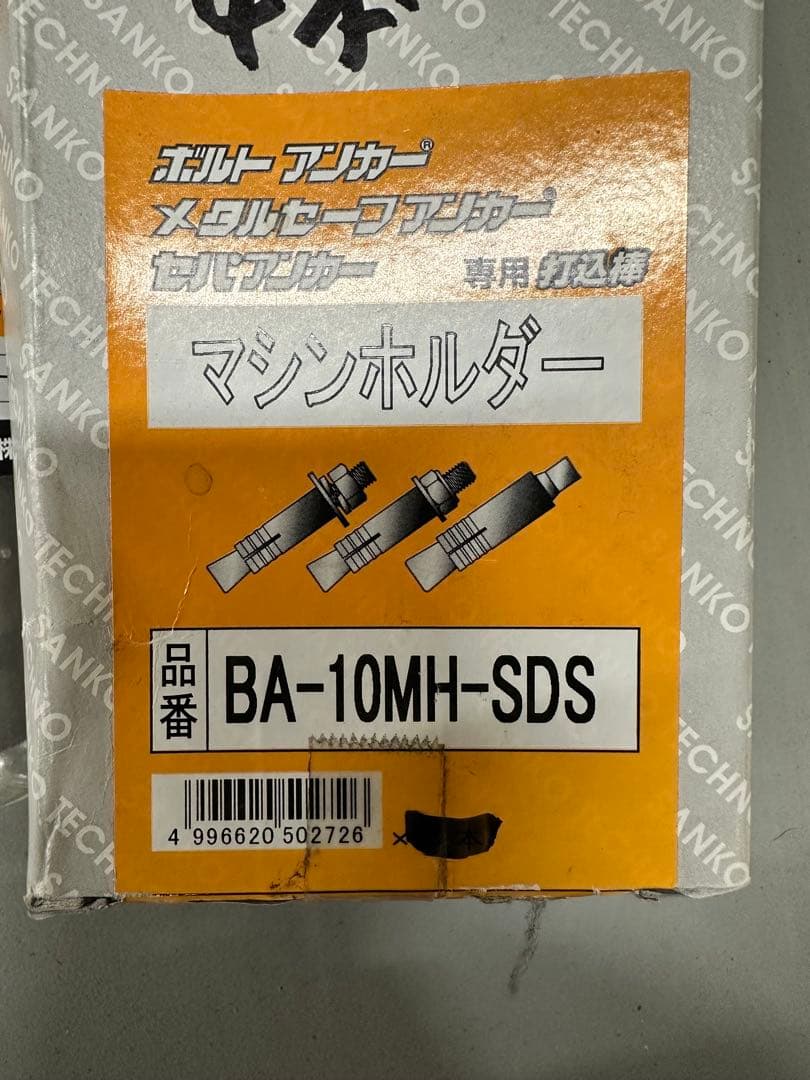 SANKO TECHNO
ボルトアンカー®
メタルセーフアンカー®
セパアンカー
専用 打込棒
マシンホルダー
品番
BA-10MH-SDS
4 996620 502726
×
本